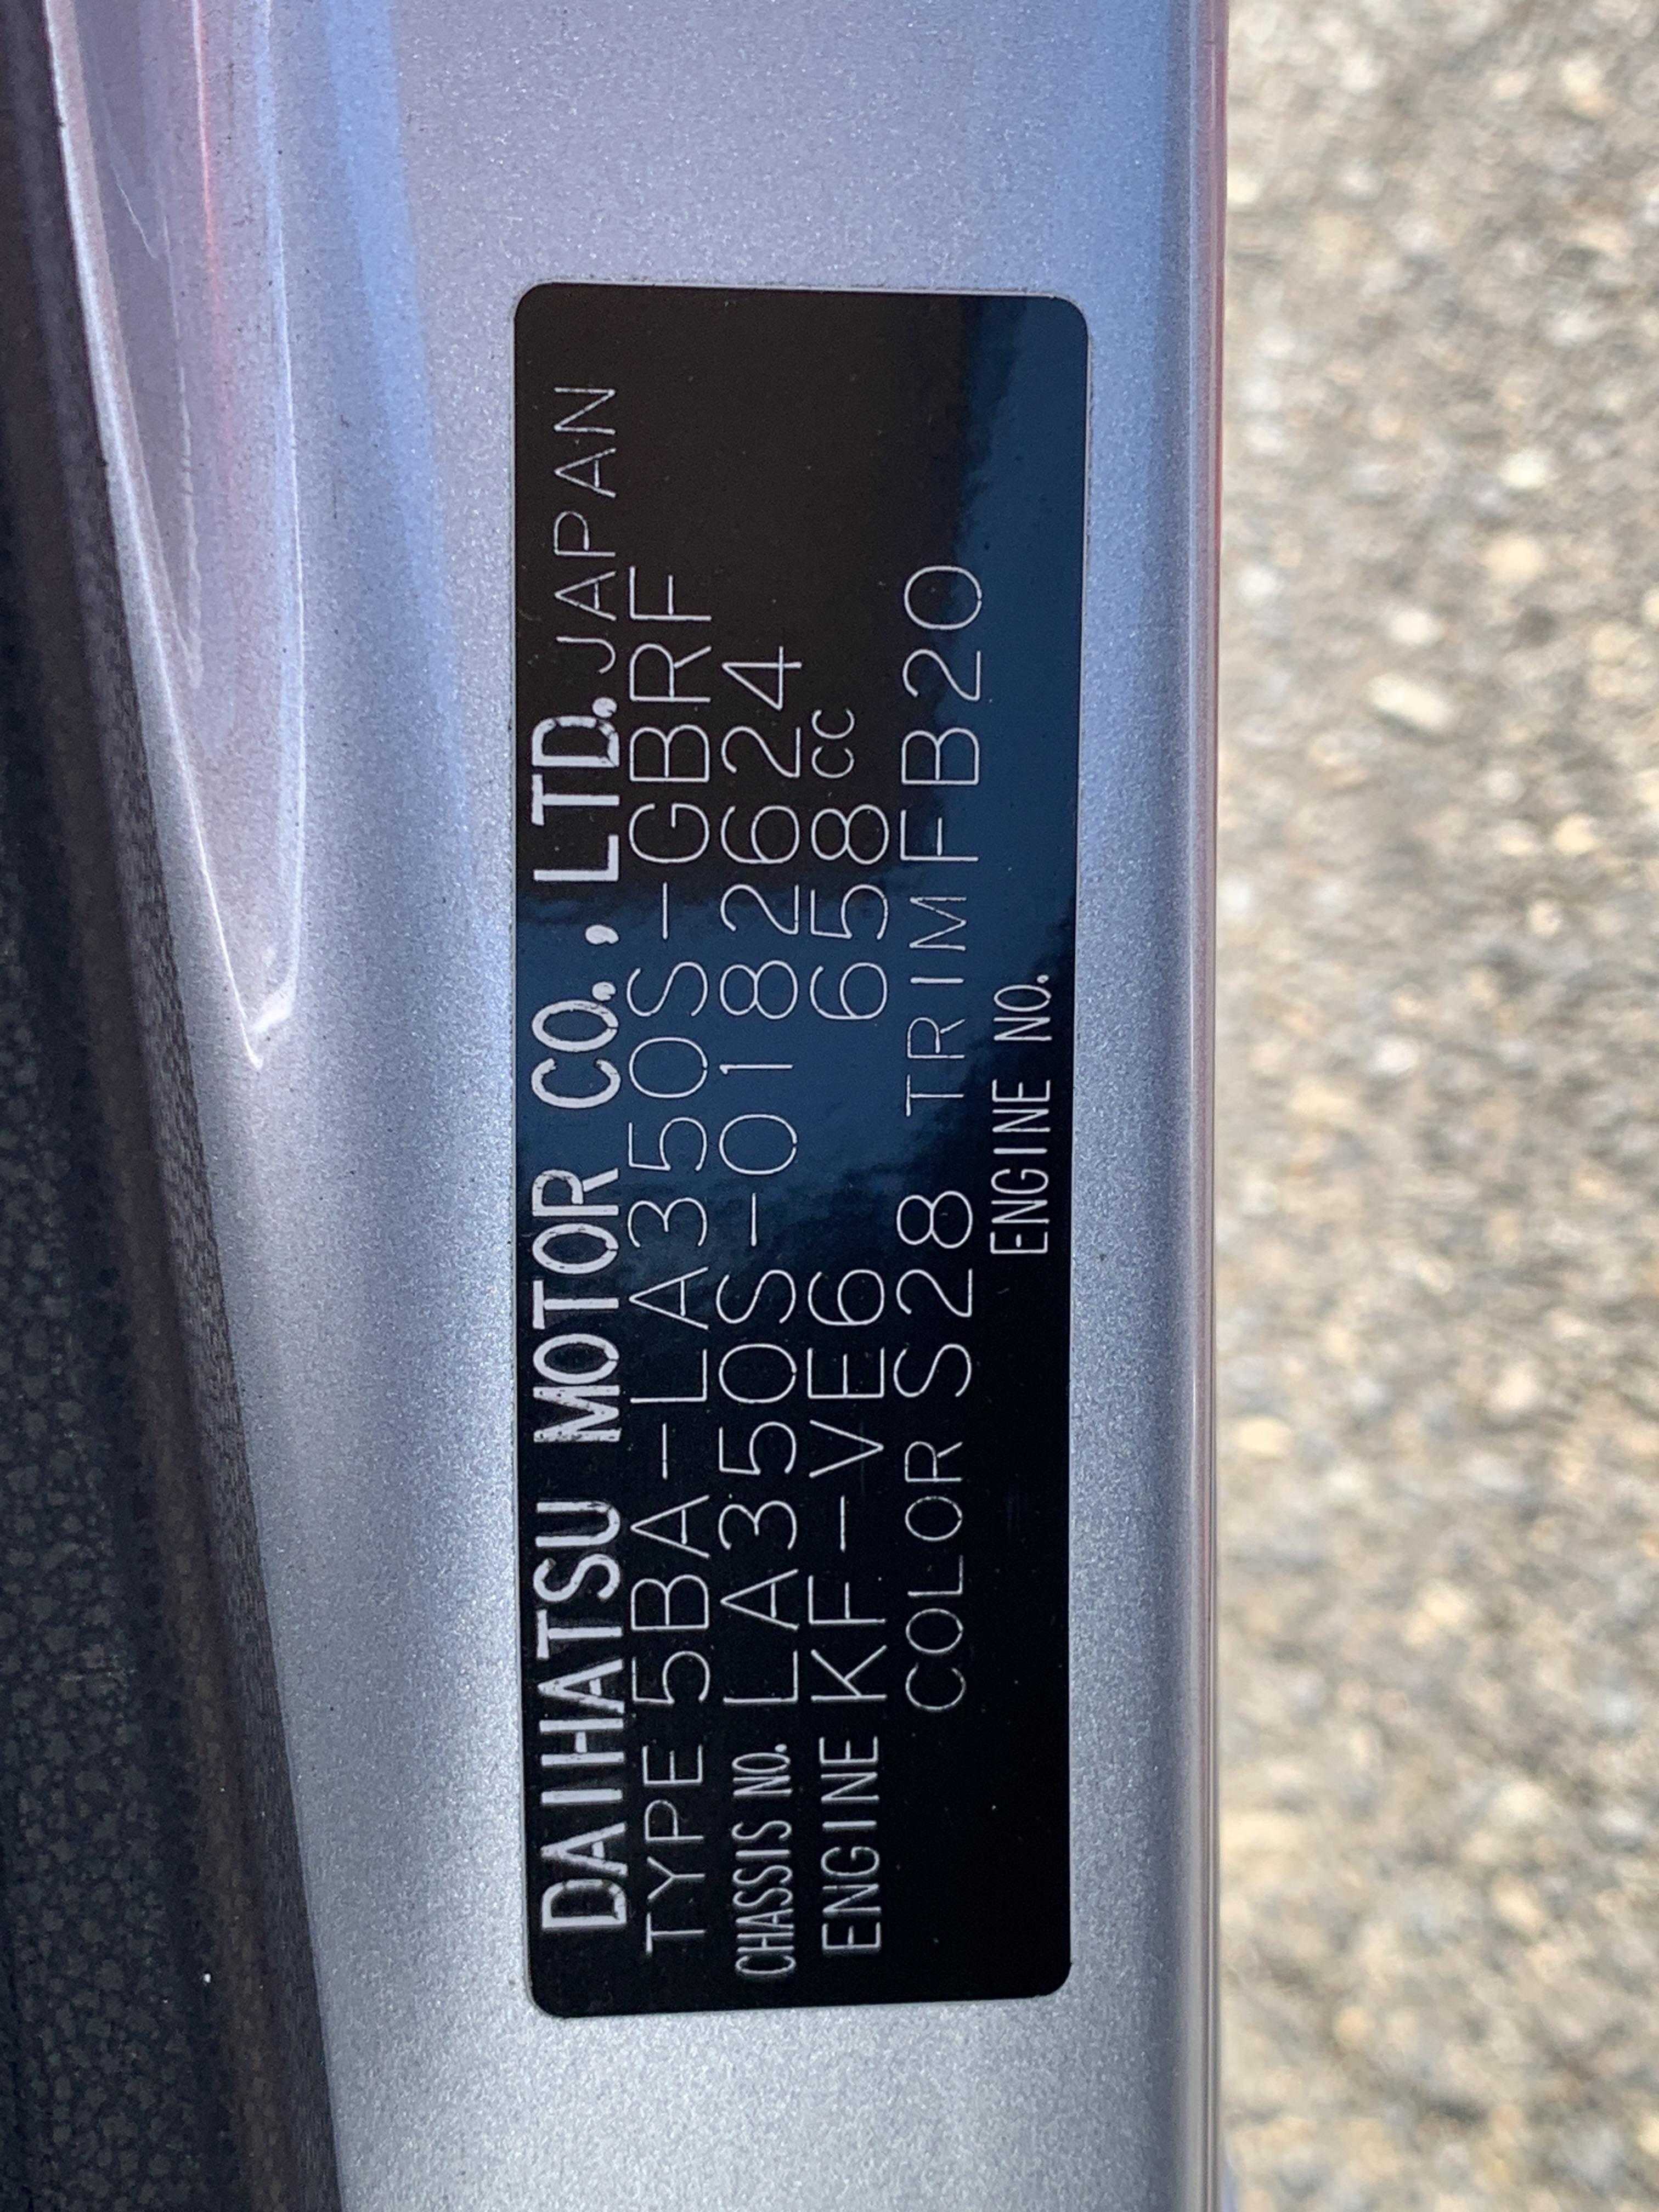 DAIHATSU MOTOR CO., LTD. JAPAN
TYPE 5BA-LA350S-GBRF
CHASSIS NO. LA350S-0182624
ENGINE KF-VE6 658cc
COLOR S28 TRIM FB20
ENGINE NO.